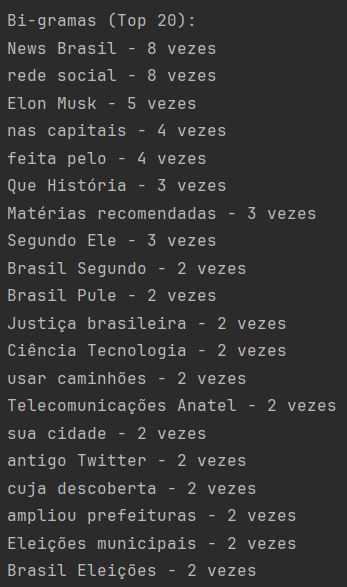 Bi-gramas (Top 20):
News Brasil - 8 vezes
rede social - 8 vezes
Elon Musk - 5 vezes
nas capitais - 4 vezes
feita pelo - 4 vezes
Que História - 3 vezes
Matérias recomendadas - 3 vezes
Segundo Ele - 3 vezes
Brasil Segundo - 2 vezes
Brasil Pule - 2 vezes
Justiça brasileira - 2 vezes
Ciência Tecnologia - 2 vezes
usar caminhões - 2 vezes
Telecomunicações Anatel - 2 vezes
sua cidade - 2 vezes
antigo Twitter - 2 vezes
cuja descoberta - 2 vezes
ampliou prefeituras - 2 vezes
Eleições municipais - 2 vezes
Brasil Eleições - 2 vezes